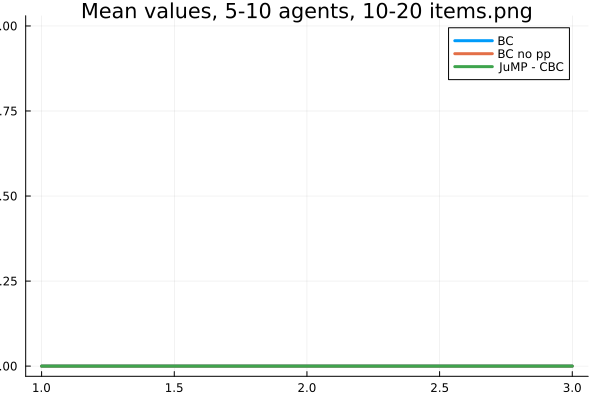 Mean values, 5-10 agents, 10-20 items.png
BC
BC no pp
JuMP - CBC
.00
.75
.50
.25
.00
1.0 1.5 2.0 2.5 3.0